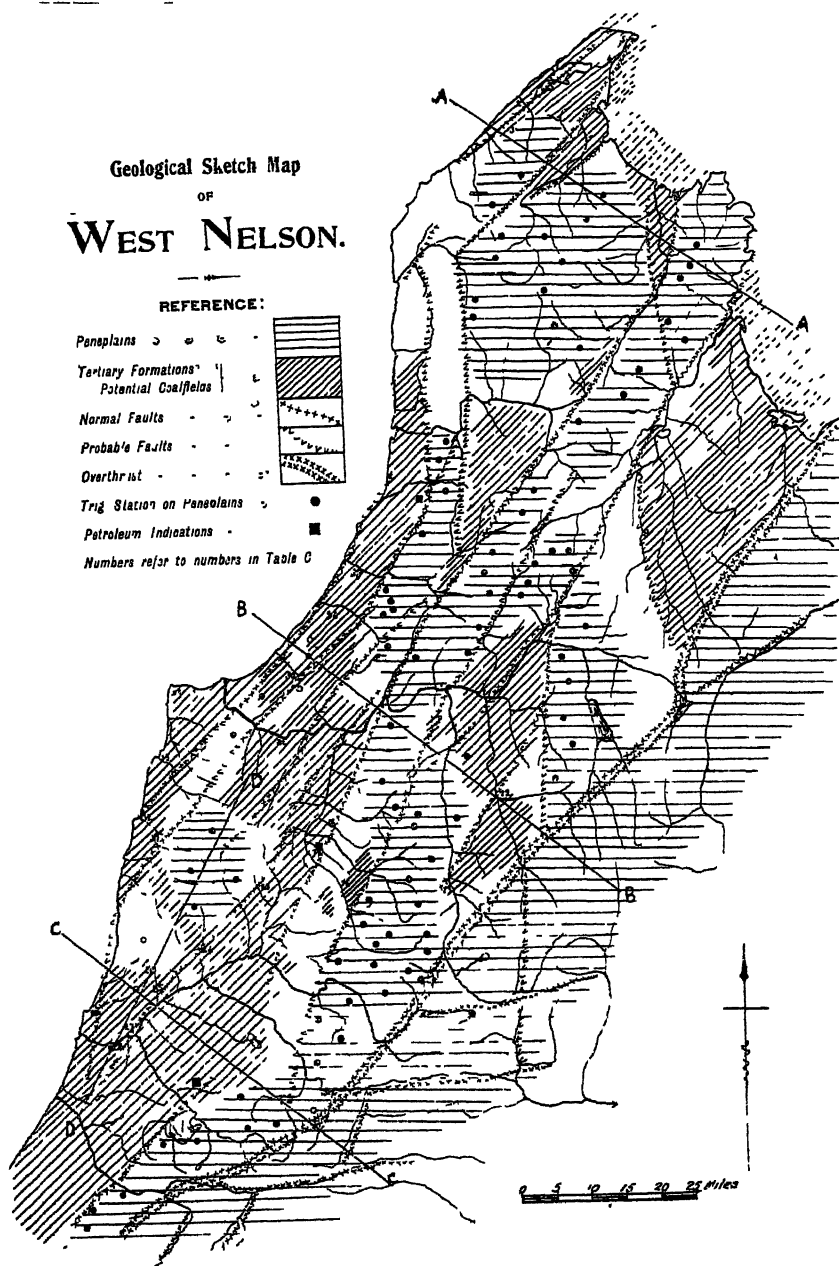 Geological Sketch Map
OF
WEST NELSON.
REFERENCE:
Peneplains
Tertiary Formations
Potential Coalfields
Normal Faults
Probable Faults
Overthrust
Trig Station on Peneplains
Petroleum Indications
Numbers refer to numbers in Table C
A
A
B
B
C
C
D
D
0 5 10 15 20 25 Miles